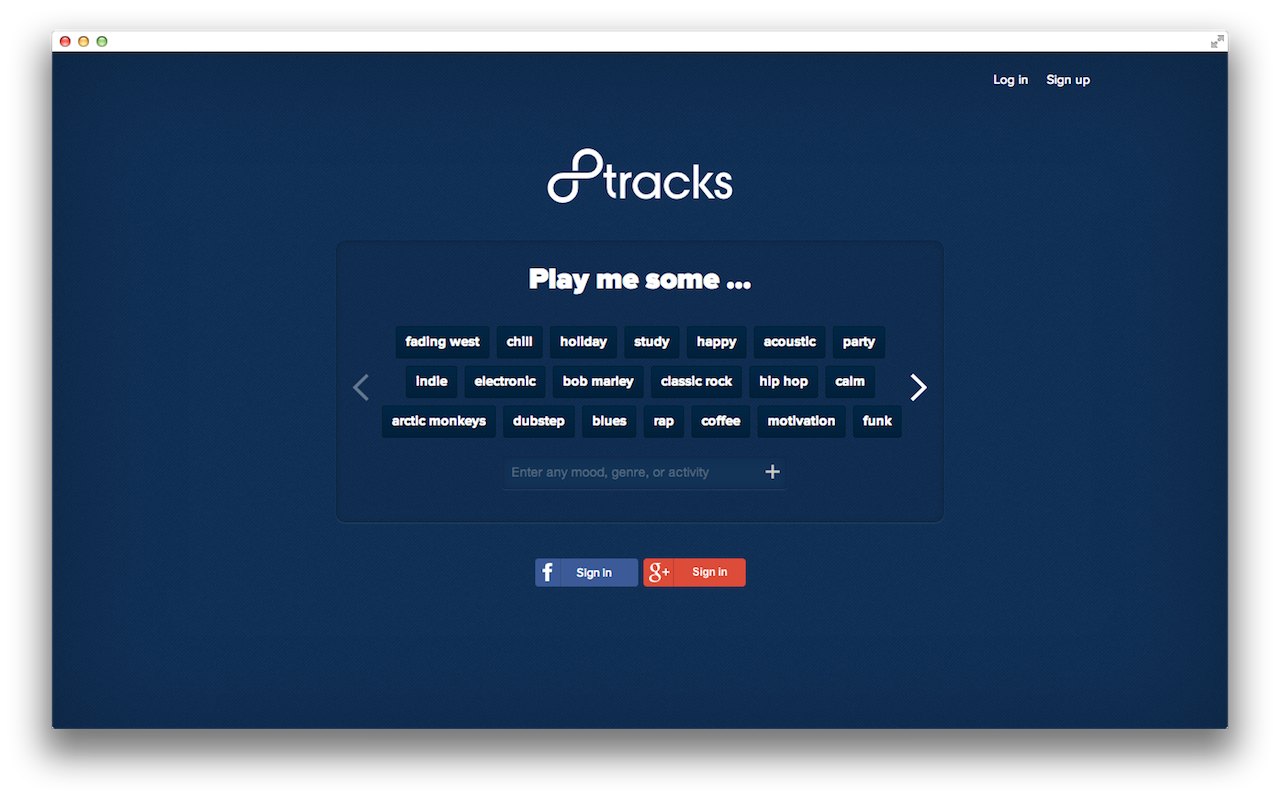 Log in Sign up
8tracks
Play me some ...
fading west chill holiday study happy acoustic party
indie electronic bob marley classic rock hip hop calm
arctic monkeys dubstep blues rap coffee motivation funk
Enter any mood, genre, or activity +
f Sign in g+ Sign in